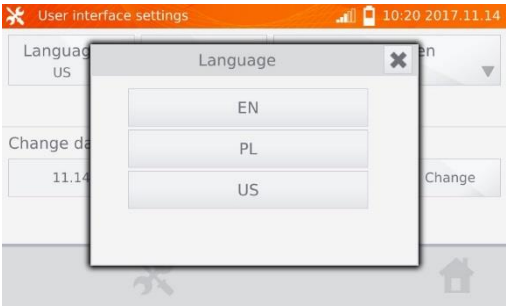 User interface settings 10:20 2017.11.14
Language
EN
PL
US
Languag
US
en
Change da
11.14
Change